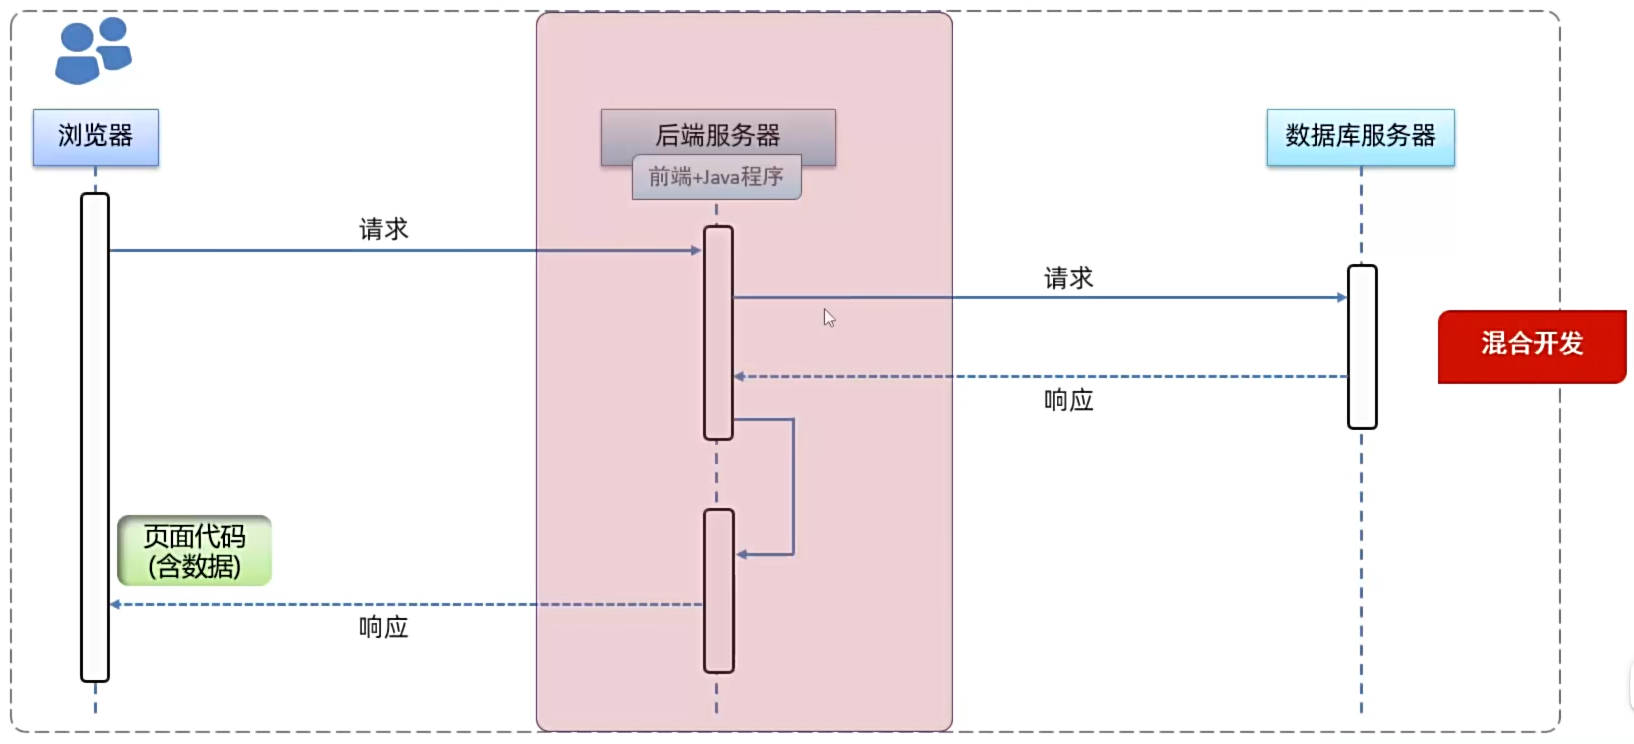 浏览器
后端服务器
数据库服务器
前端+Java程序
请求
请求
混合开发
响应
页面代码
(含数据)
响应